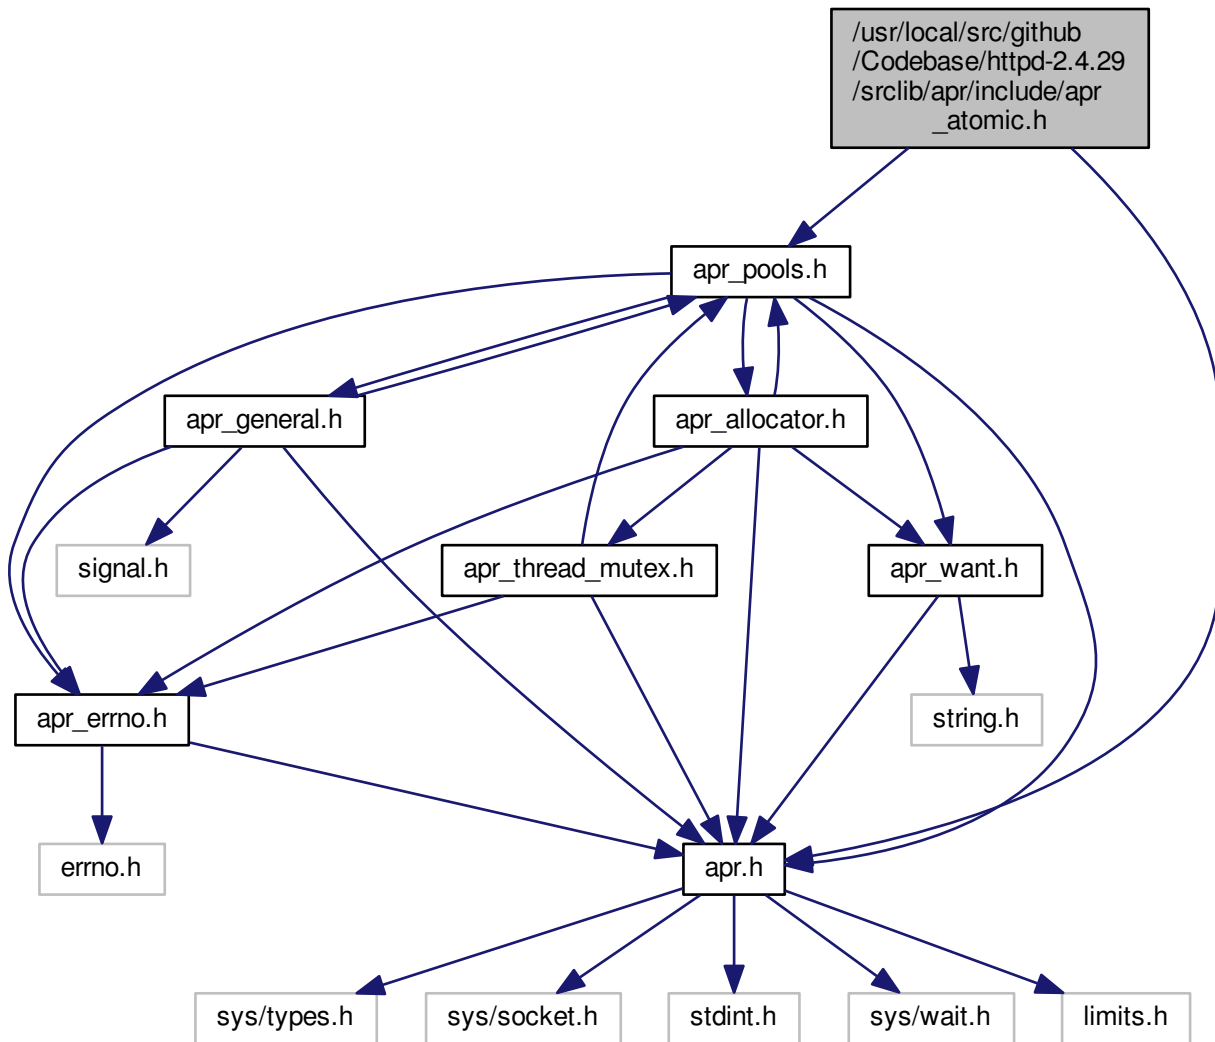 /usr/local/src/github
/Codebase/httpd-2.4.29
/srclib/apr/include/apr
_atomic.h
apr_pools.h
apr_general.h
apr_allocator.h
signal.h
apr_thread_mutex.h
apr_want.h
apr_errno.h
string.h
errno.h
apr.h
sys/types.h
sys/socket.h
stdint.h
sys/wait.h
limits.h